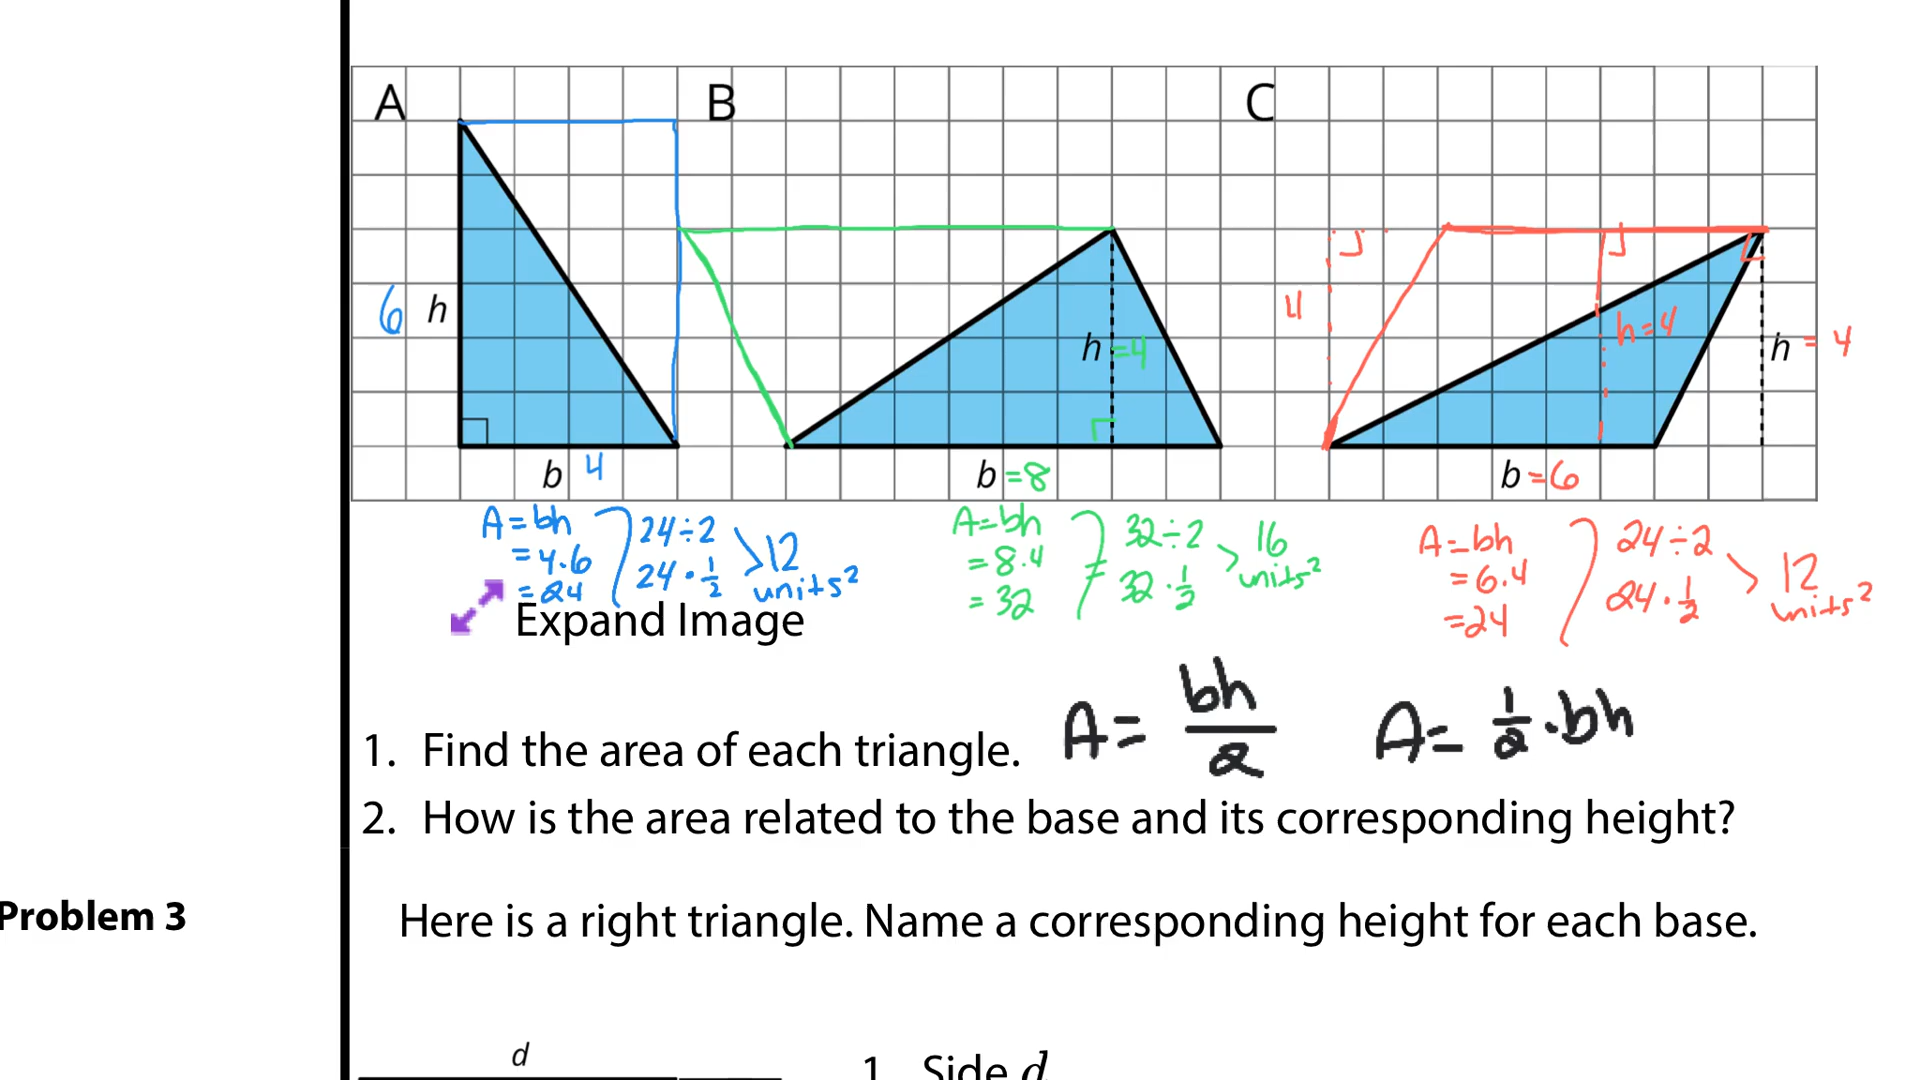 A B C
6 h
h =4
4
h=4
h = 4
b 4
b =8
b =6
A = bh
= 4.6
= 24
24 ÷ 2
24 · 1/2
12
units²
A = bh
= 8.4
= 32
32 ÷ 2
32 · 1/2
16
units²
A = bh
= 6.4
= 24
24 ÷ 2
24 · 1/2
12
units²
Expand Image
1. Find the area of each triangle. A = bh/2 A = 1/2 · bh
2. How is the area related to the base and its corresponding height?
Problem 3 Here is a right triangle. Name a corresponding height for each base.
d
1. Side d